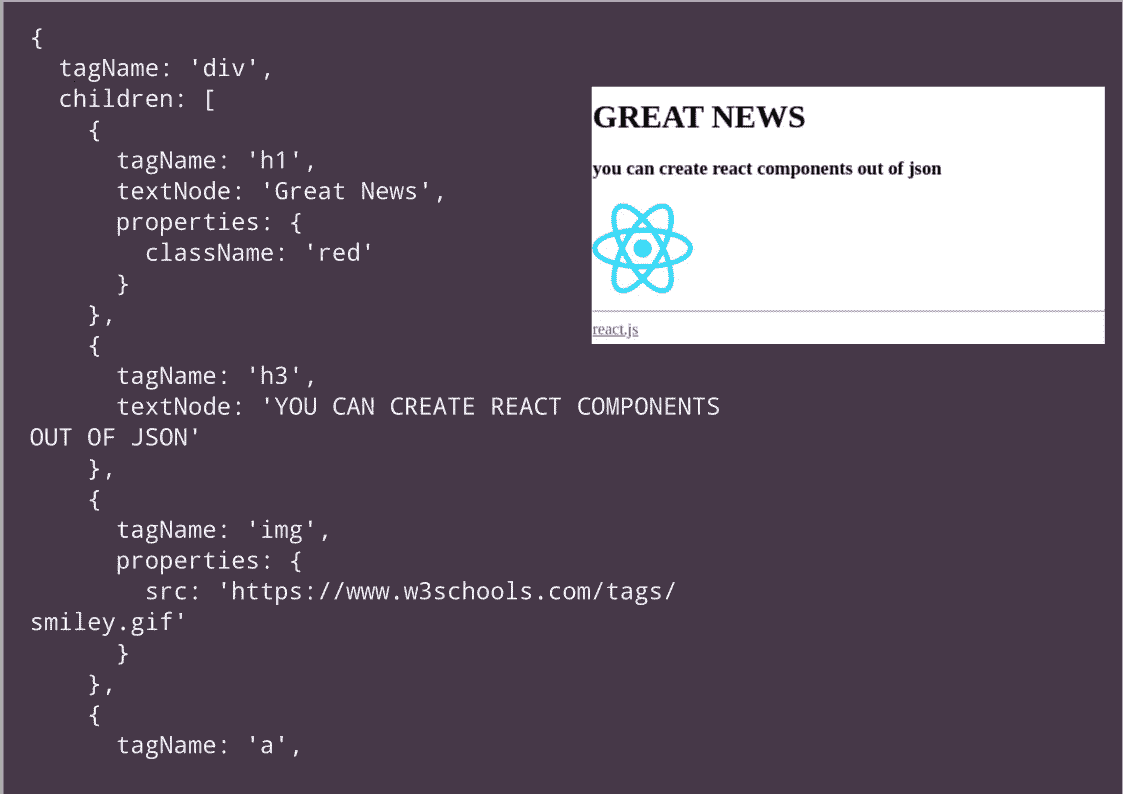 {
  tagName: 'div',
  children: [
    {
      tagName: 'h1',
      textNode: 'Great News',
      properties: {
        className: 'red'
      }
    },
    {
      tagName: 'h3',
      textNode: 'YOU CAN CREATE REACT COMPONENTS
OUT OF JSON'
    },
    {
      tagName: 'img',
      properties: {
        src: 'https://www.w3schools.com/tags/
smiley.gif'
      }
    },
    {
      tagName: 'a',
GREAT NEWS
you can create react components out of json
react.js